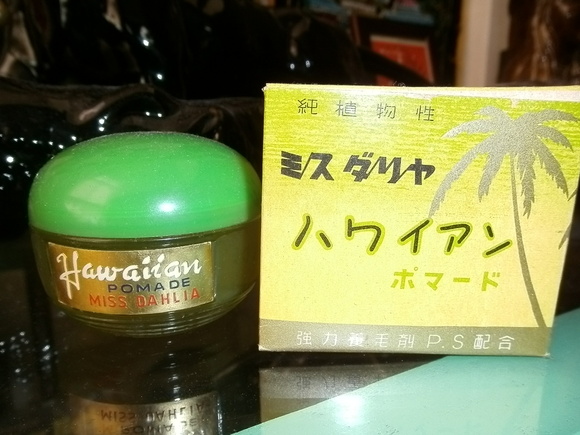 Hawaiian
POMADE
MISS DAHLIA
純植物性
ミスダリヤ
ハワイアン
ポマード
強力養毛剤P.S配合